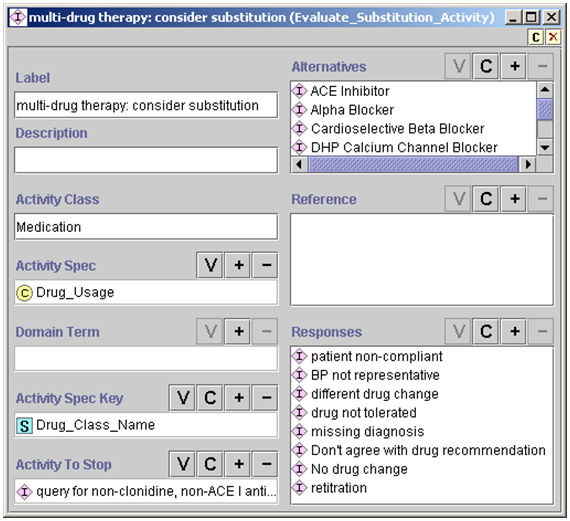 multi-drug therapy: consider substitution (Evaluate_Substitution_Activity)
C
Label
multi-drug therapy: consider substitution
Description
Activity Class
Medication
Activity Spec
V + −
C Drug_Usage
Domain Term
V + −
Activity Spec Key
V C + −
S Drug_Class_Name
Activity To Stop
V C + −
I query for non-clonidine, non-ACE I anti...
Alternatives
V C + −
I ACE Inhibitor
I Alpha Blocker
I Cardioselective Beta Blocker
I DHP Calcium Channel Blocker
Reference
V C + −
Responses
V C + −
I patient non-compliant
I BP not representative
I different drug change
I drug not tolerated
I missing diagnosis
I Don't agree with drug recommendation
I No drug change
I retitration